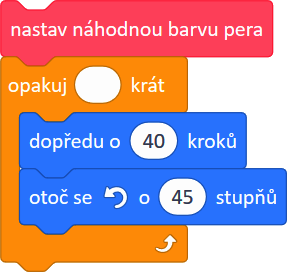 nastav náhodnou barvu pera
opakuj krát
dopředu o 40 kroků
otoč se o 45 stupňů